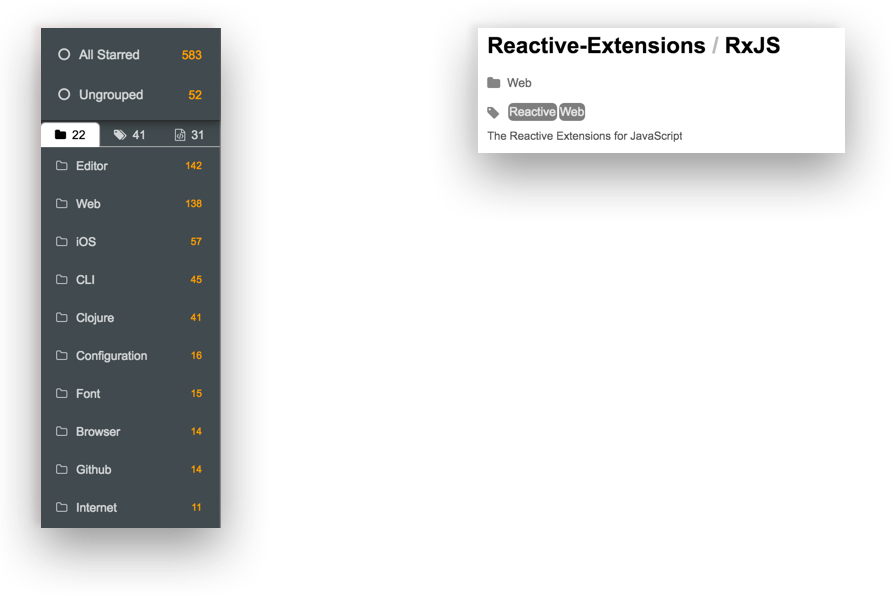 All Starred 583
Ungrouped 52
22 41 31
Editor 142
Web 138
iOS 57
CLI 45
Clojure 41
Configuration 16
Font 15
Browser 14
Github 14
Internet 11
Reactive-Extensions / RxJS
Web
Reactive Web
The Reactive Extensions for JavaScript